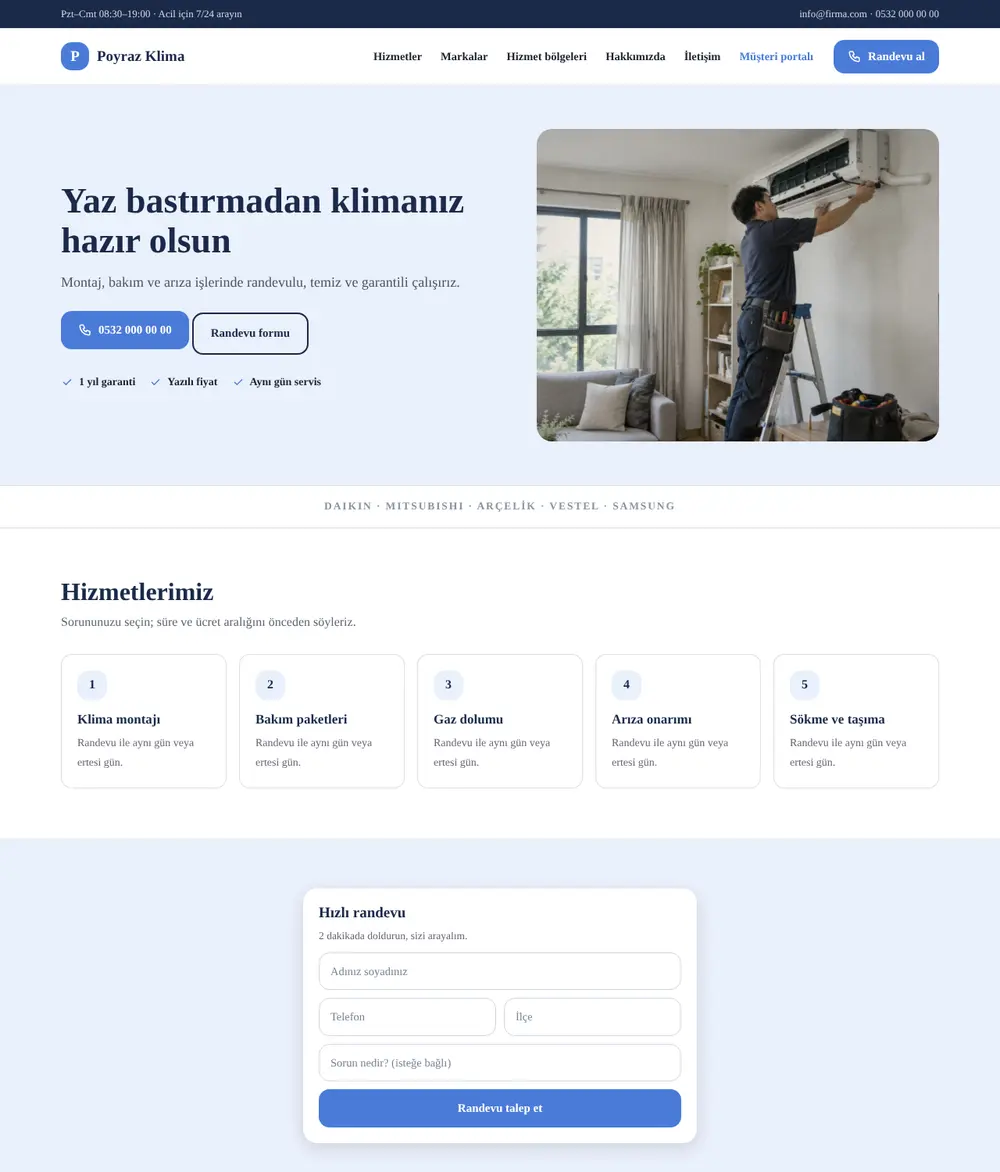 Pzt–Cmt 08:30–19:00 · Acil için 7/24 arayın
info@firma.com · 0532 000 00 00
P Poyraz Klima
Hizmetler Markalar Hizmet bölgeleri Hakkımızda İletişim Müşteri portalı Randevu al
Yaz bastırmadan klimanız
hazır olsun
Montaj, bakım ve arıza işlerinde randevulu, temiz ve garantili çalışırız.
0532 000 00 00 Randevu formu
1 yıl garanti Yazılı fiyat Aynı gün servis
DAIKIN · MITSUBISHI · ARÇELİK · VESTEL · SAMSUNG
Hizmetlerimiz
Sorununuzu seçin; süre ve ücret aralığını önceden söyleriz.
1
Klima montajı
Randevu ile aynı gün veya
ertesi gün.
2
Bakım paketleri
Randevu ile aynı gün veya
ertesi gün.
3
Gaz dolumu
Randevu ile aynı gün veya
ertesi gün.
4
Arıza onarımı
Randevu ile aynı gün veya
ertesi gün.
5
Sökme ve taşıma
Randevu ile aynı gün veya
ertesi gün.
Hızlı randevu
2 dakikada doldurun, sizi arayalım.
Adınız soyadınız
Telefon İlçe
Sorun nedir? (isteğe bağlı)
Randevu talep et